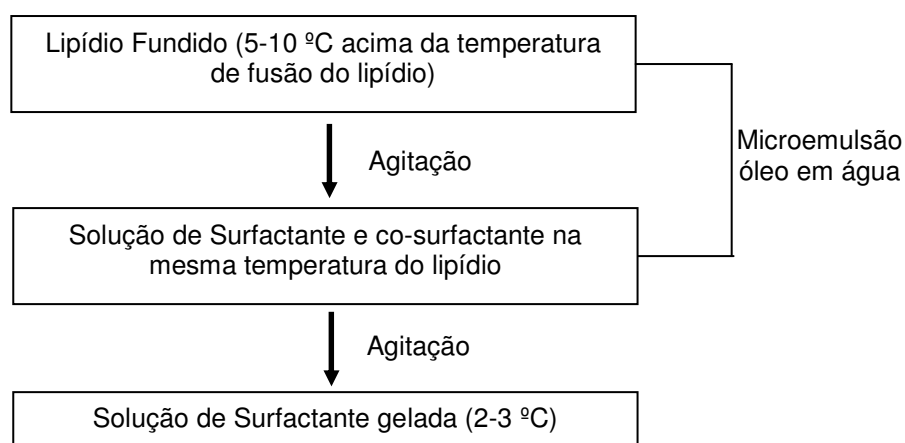 Lipídio Fundido (5-10 ºC acima da temperatura
de fusão do lipídio)
Agitação
Microemulsão
óleo em água
Solução de Surfactante e co-surfactante na
mesma temperatura do lipídio
Agitação
Solução de Surfactante gelada (2-3 ºC)